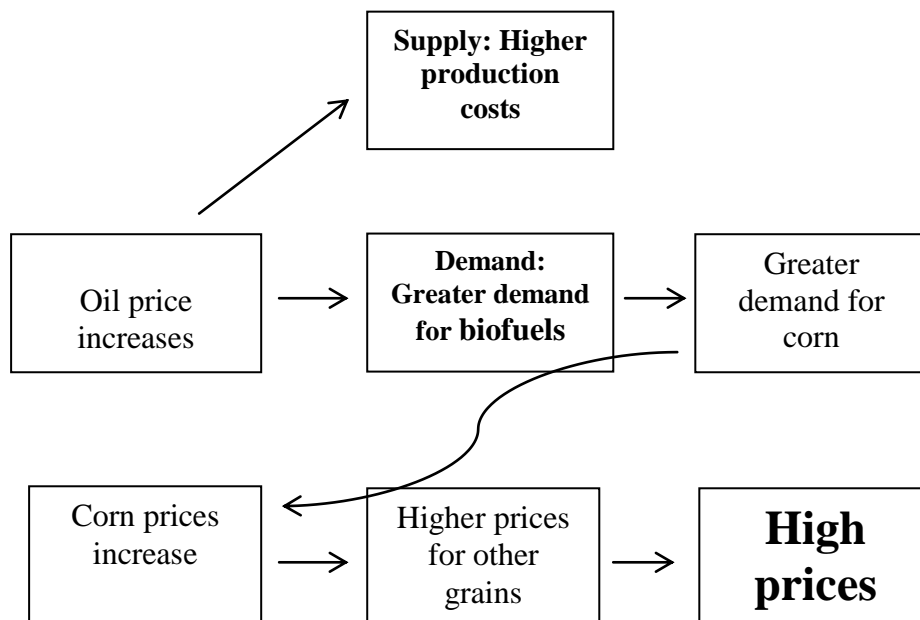 Supply: Higher
production
costs
Oil price
increases
Demand:
Greater demand
for biofuels
Greater
demand for
corn
Corn prices
increase
Higher prices
for other
grains
High
prices